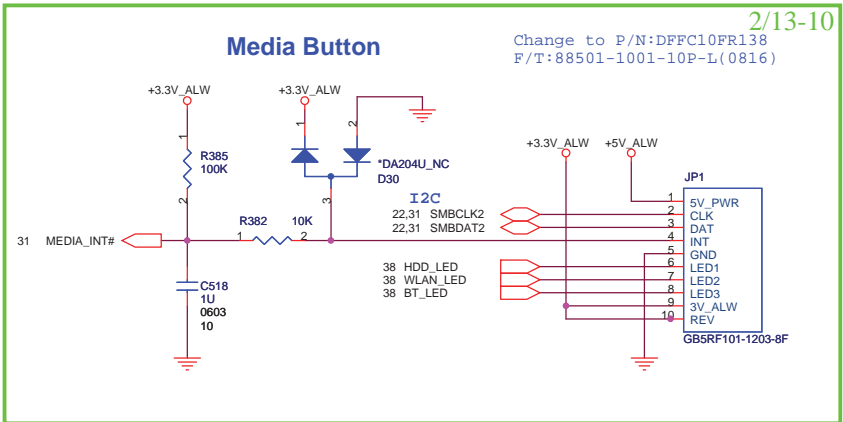 2/13-10
Media Button
Change to P/N:DFFC10FR138
F/T:88501-1001-10P-L(0816)
+3.3V_ALW
+3.3V_ALW
1
2
1
R385
100K
2
*DA204U_NC
D30
3
+3.3V_ALW
+5V_ALW
JP1
I2C
22,31 SMBCLK2
22,31 SMBDAT2
R382
10K
1
2
31 MEDIA_INT#
C518
1U
0603
10
38 HDD_LED
38 WLAN_LED
38 BT_LED
1 5V_PWR
2 CLK
3 DAT
4 INT
5 GND
6 LED1
7 LED2
8 LED3
9 3V_ALW
10 REV
GB5RF101-1203-8F